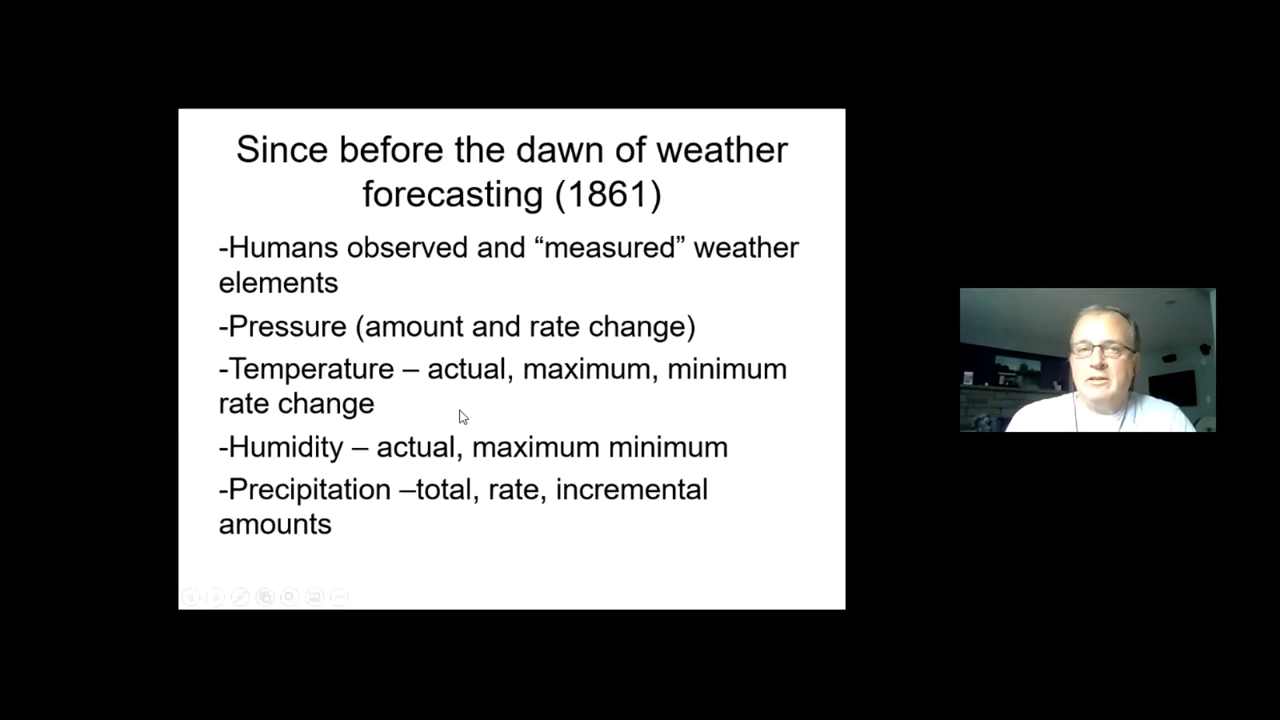 Since before the dawn of weather
forecasting (1861)
-Humans observed and “measured” weather
elements
-Pressure (amount and rate change)
-Temperature – actual, maximum, minimum
rate change
-Humidity – actual, maximum minimum
-Precipitation –total, rate, incremental
amounts